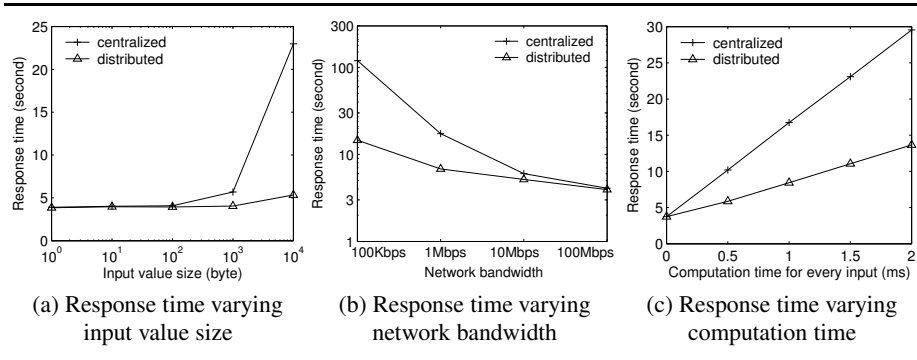 25
20
15
10
5
0
Response time (second)
centralized
distributed
10^0
10^1
10^2
10^3
10^4
Input value size (byte)
(a) Response time varying
input value size
300
100
30
10
3
1
Response time (second)
centralized
distributed
100Kbps
1Mbps
10Mbps
100Mbps
Network bandwidth
(b) Response time varying
network bandwidth
30
25
20
15
10
5
0
Response time (second)
centralized
distributed
0
0.5
1
1.5
2
Computation time for every input (ms)
(c) Response time varying
computation time